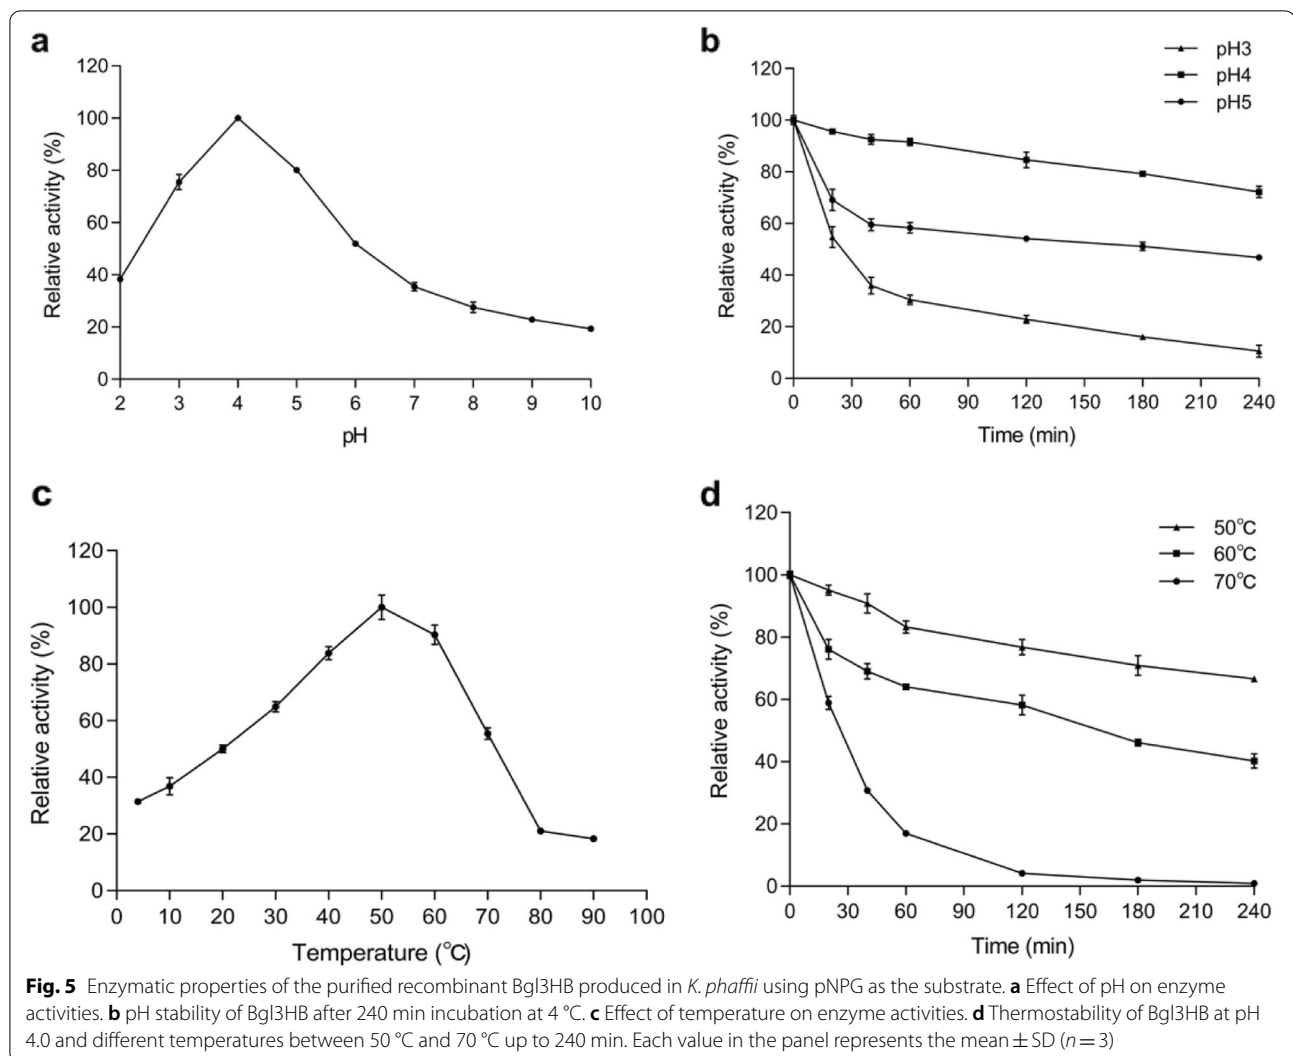 a
120
100
80
60
40
20
0
Relative activity (%)
2 3 4 5 6 7 8 9 10
pH
b
pH3
pH4
pH5
120
100
80
60
40
20
0
Relative activity (%)
0 30 60 90 120 150 180 210 240
Time (min)
c
120
100
80
60
40
20
0
Relative activity (%)
0 10 20 30 40 50 60 70 80 90 100
Temperature (℃)
d
50℃
60℃
70℃
120
100
80
60
40
20
0
Relative activity (%)
0 30 60 90 120 150 180 210 240
Time (min)
Fig. 5 Enzymatic properties of the purified recombinant Bgl3HB produced in K. phaffii using pNPG as the substrate. a Effect of pH on enzyme
activities. b pH stability of Bgl3HB after 240 min incubation at 4 °C. c Effect of temperature on enzyme activities. d Thermostability of Bgl3HB at pH
4.0 and different temperatures between 50 °C and 70 °C up to 240 min. Each value in the panel represents the mean ± SD (n = 3)